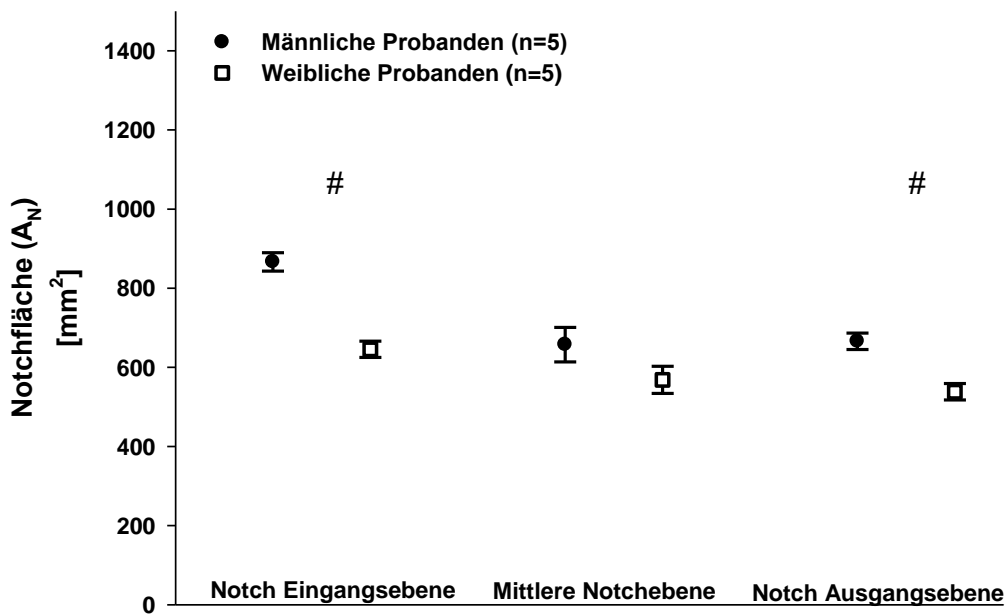 Männliche Probanden (n=5)
Weibliche Probanden (n=5)
Notchfläche (A_N)
[mm²]
1400
1200
1000
800
600
400
200
0
#
#
Notch Eingangsebene
Mittlere Notchebene
Notch Ausgangsebene